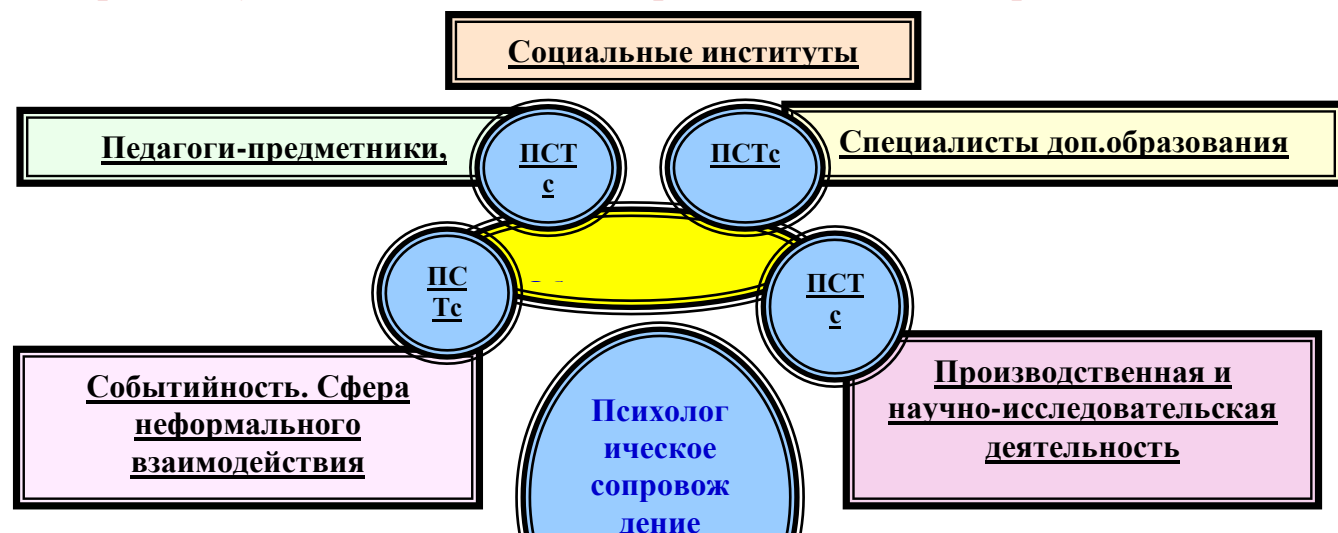 Социальные институты
Педагоги-предметники,
ПСТ
с
ПСТс
Специалисты доп.образования
ПС
Тс
ПСТ
с
Событийность. Сфера
неформального
взаимодействия
Психолог
ическое
сопровож
дение
Производственная и
научно-исследовательская
деятельность